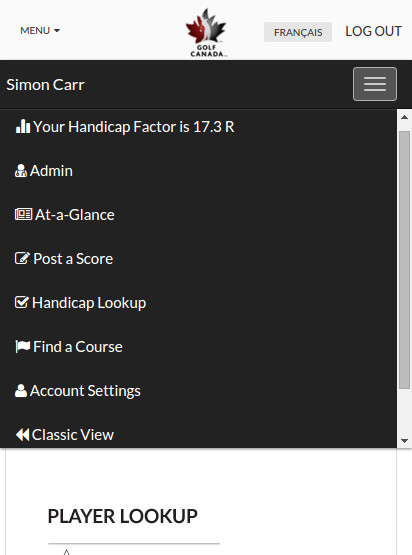 MENU
GOLF
CANADA
FRANÇAIS
LOG OUT
Simon Carr
Your Handicap Factor is 17.3 R
Admin
At-a-Glance
Post a Score
Handicap Lookup
Find a Course
Account Settings
Classic View
PLAYER LOOKUP